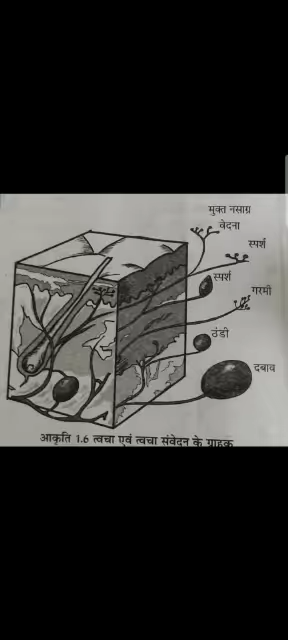 मुक्त नसाग्र
वेदना
स्पर्श
स्पर्श
गरमी
ठंडी
दबाव
आकृति 1.6 त्वचा एवं त्वचा संवेदन के ग्राहक